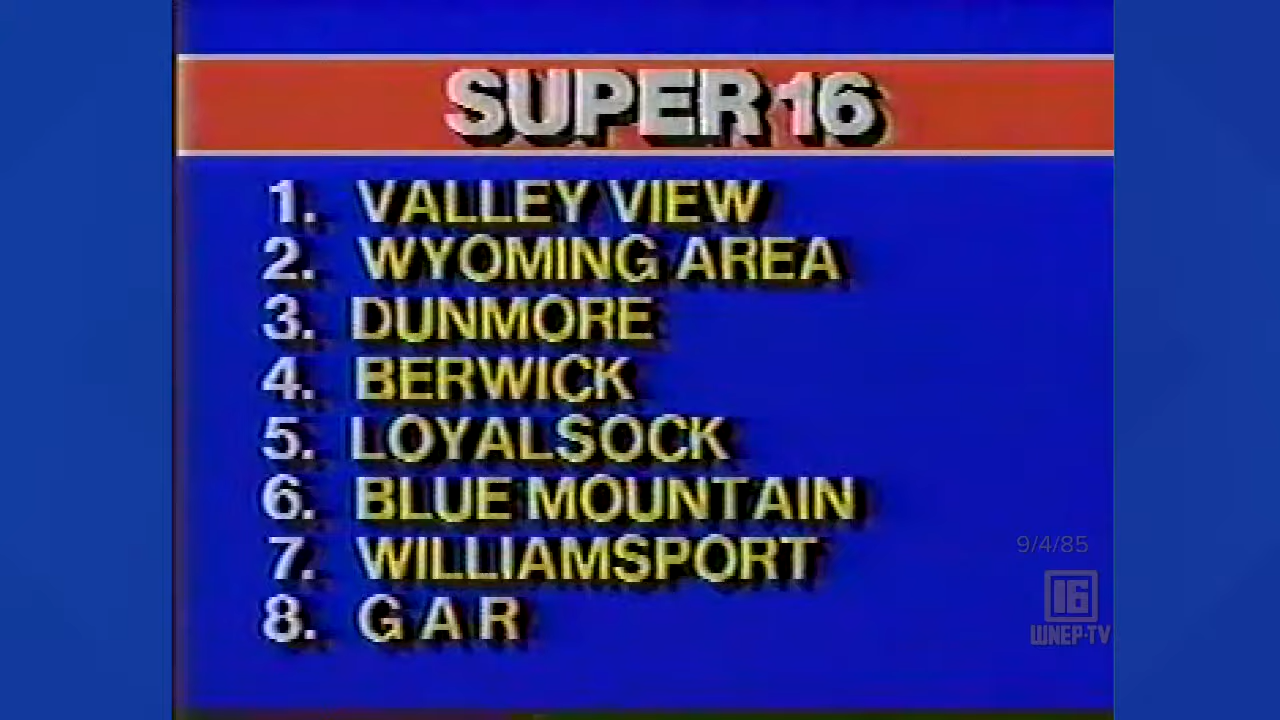 SUPER 16
1. VALLEY VIEW
2. WYOMING AREA
3. DUNMORE
4. BERWICK
5. LOYALSOCK
6. BLUE MOUNTAIN
7. WILLIAMSPORT
8. G A R
9/4/85
16
WNEP-TV